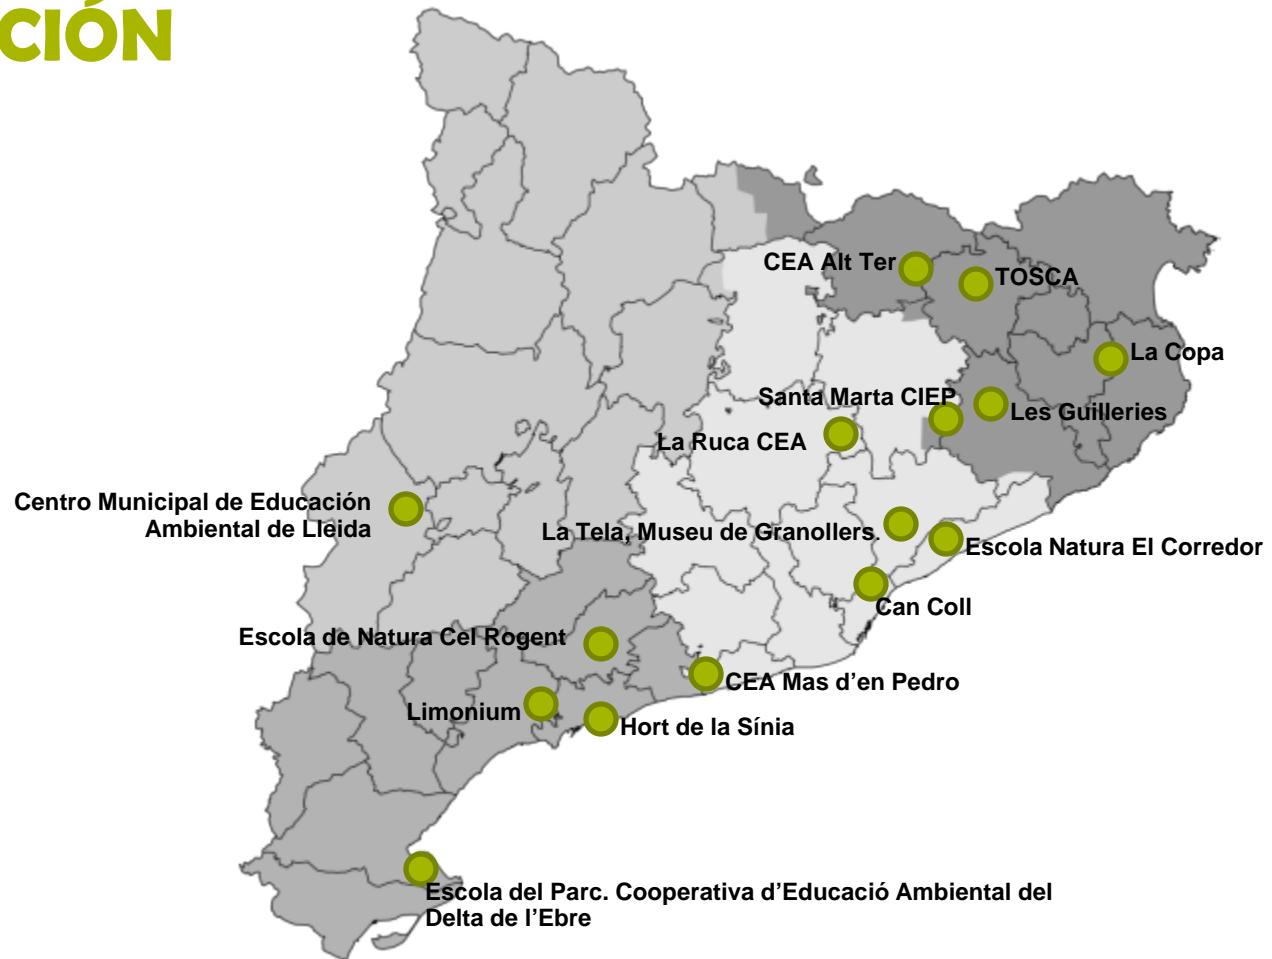 CIÓN
CEA Alt Ter
TOSCA
La Copa
Santa Marta CIEP
Les Guilleries
La Ruca CEA
Centro Municipal de Educación
Ambiental de Lleida
La Tela, Museu de Granollers.
Escola Natura El Corredor
Can Coll
Escola de Natura Cel Rogent
CEA Mas d’en Pedro
Limonium
Hort de la Sínia
Escola del Parc. Cooperativa d’Educació Ambiental del
Delta de l’Ebre